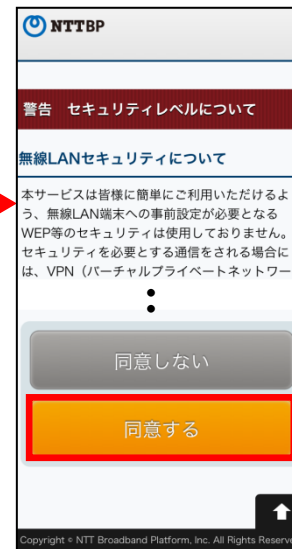 NTTBP
警告 セキュリティレベルについて
無線LANセキュリティについて
本サービスは皆様に簡単にご利用いただけるよ
う、無線LAN端末への事前設定が必要となる
WEP等のセキュリティは使用しておりません。
セキュリティを必要とする通信をされる場合に
は、VPN（バーチャルプライベートネットワー
同意しない
同意する
Copyright © NTT Broadband Platform, Inc. All Rights Reserve